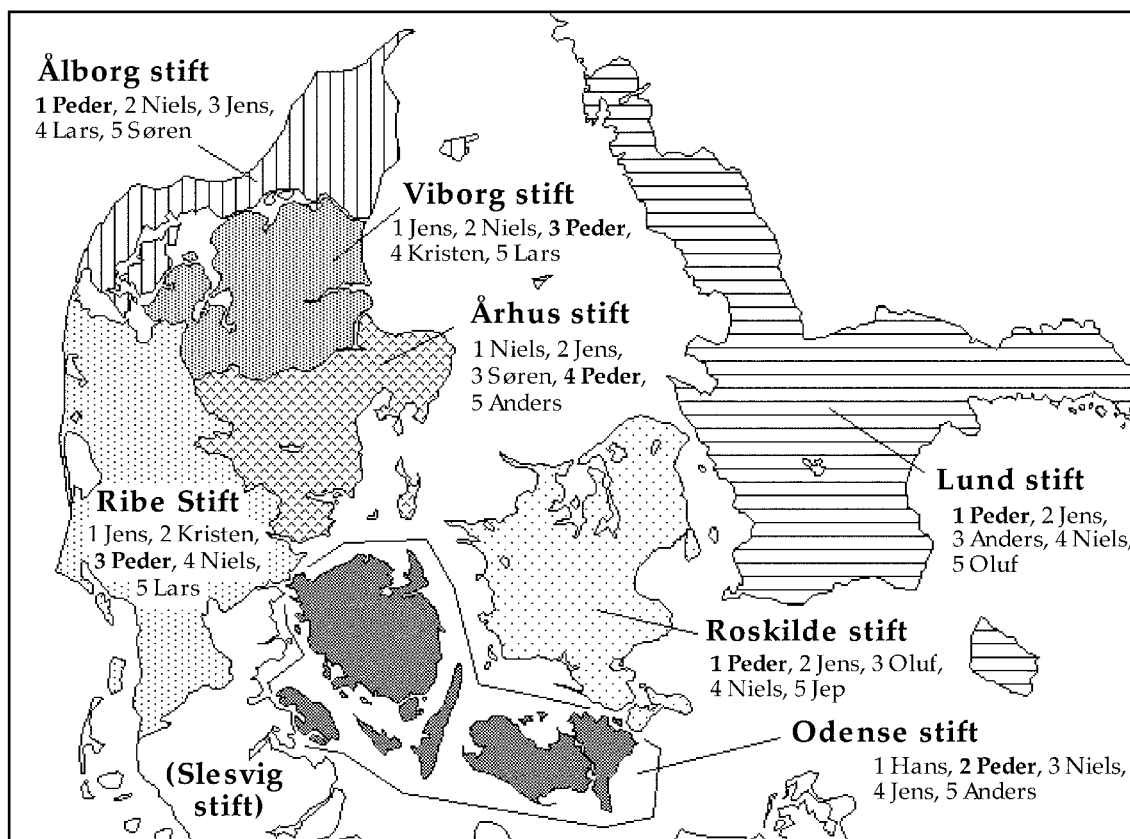 Ålborg stift
1 Peder, 2 Niels, 3 Jens,
4 Lars, 5 Søren
Viborg stift
1 Jens, 2 Niels, 3 Peder,
4 Kristen, 5 Lars
Århus stift
1 Niels, 2 Jens,
3 Søren, 4 Peder,
5 Anders
Ribe Stift
1 Jens, 2 Kristen,
3 Peder, 4 Niels,
5 Lars
Lund stift
1 Peder, 2 Jens,
3 Anders, 4 Niels,
5 Oluf
Roskilde stift
1 Peder, 2 Jens, 3 Oluf,
4 Niels, 5 Jep
Odense stift
1 Hans, 2 Peder, 3 Niels,
4 Jens, 5 Anders
(Slesvig
stift)